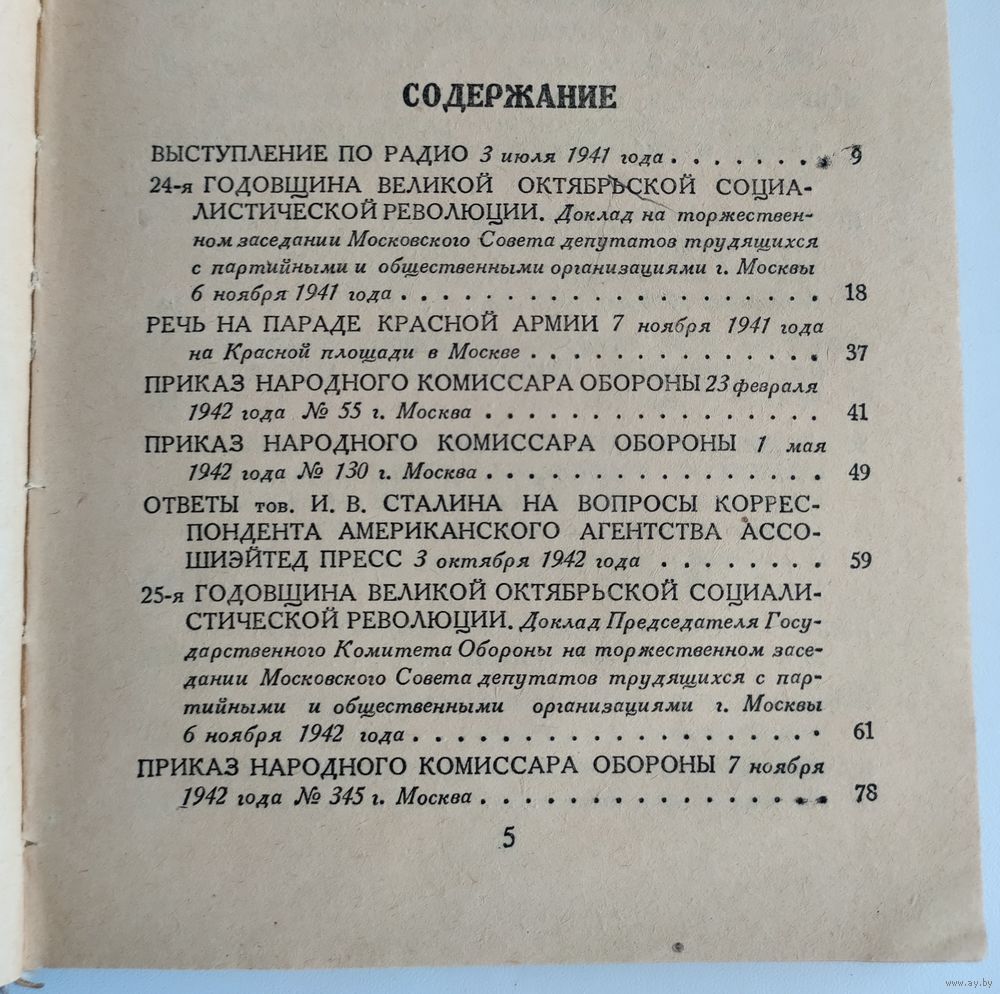 СОДЕРЖАНИЕ
ВЫСТУПЛЕНИЕ ПО РАДИО 3 июля 1941 года . . . . . . . 9
24-я ГОДОВЩИНА ВЕЛИКОЙ ОКТЯБРЬСКОЙ СОЦИА-
ЛИСТИЧЕСКОЙ РЕВОЛЮЦИИ. Доклад на торжествен-
ном заседании Московского Совета депутатов трудящихся
с партийными и общественными организациями г. Москвы
6 ноября 1941 года . . . . . . . . . . . . . . . . 18
РЕЧЬ НА ПАРАДЕ КРАСНОЙ АРМИИ 7 ноября 1941 года
на Красной площади в Москве . . . . . . . . . . . 37
ПРИКАЗ НАРОДНОГО КОМИССАРА ОБОРОНЫ 23 февраля
1942 года № 55 г. Москва . . . . . . . . . . . . . 41
ПРИКАЗ НАРОДНОГО КОМИССАРА ОБОРОНЫ 1 мая
1942 года № 130 г. Москва . . . . . . . . . . . . . 49
ОТВЕТЫ тов. И. В. СТАЛИНА НА ВОПРОСЫ КОРРЕС-
ПОНДЕНТА АМЕРИКАНСКОГО АГЕНТСТВА АССО-
ШИЭЙТЕД ПРЕСС 3 октября 1942 года . . . . . . . . 59
25-я ГОДОВЩИНА ВЕЛИКОЙ ОКТЯБРЬСКОЙ СОЦИАЛИ-
СТИЧЕСКОЙ РЕВОЛЮЦИИ. Доклад Председателя Госу-
дарственного Комитета Обороны на торжественном засе-
дании Московского Совета депутатов трудящихся с пар-
тийными и общественными организациями г. Москвы
6 ноября 1942 года . . . . . . . . . . . . . . . . 61
ПРИКАЗ НАРОДНОГО КОМИССАРА ОБОРОНЫ 7 ноября
1942 года № 345 г. Москва . . . . . . . . . . . . . 78
5
www.ay.by